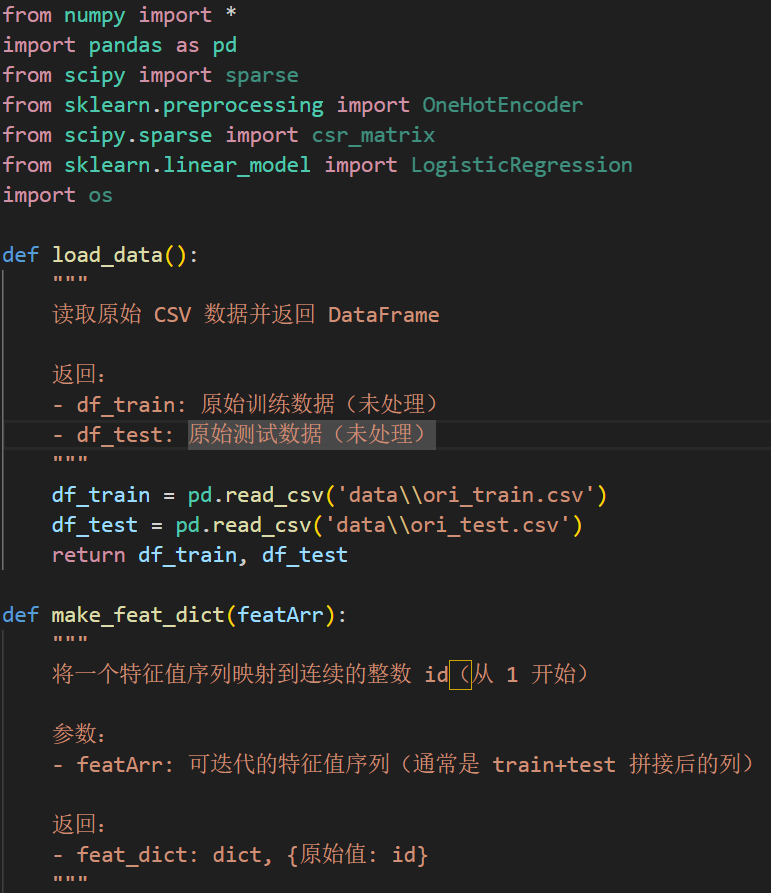 from numpy import *
import pandas as pd
from scipy import sparse
from sklearn.preprocessing import OneHotEncoder
from scipy.sparse import csr_matrix
from sklearn.linear_model import LogisticRegression
import os
def load_data():
    """
    读取原始 CSV 数据并返回 DataFrame
    返回：
    - df_train: 原始训练数据（未处理）
    - df_test: 原始测试数据（未处理）
    """
    df_train = pd.read_csv('data\\ori_train.csv')
    df_test = pd.read_csv('data\\ori_test.csv')
    return df_train, df_test
def make_feat_dict(featArr):
    """
    将一个特征值序列映射到连续的整数 id（从 1 开始）
    参数：
    - featArr: 可迭代的特征值序列（通常是 train+test 拼接后的列）
    返回：
    - feat_dict: dict, {原始值: id}
    """